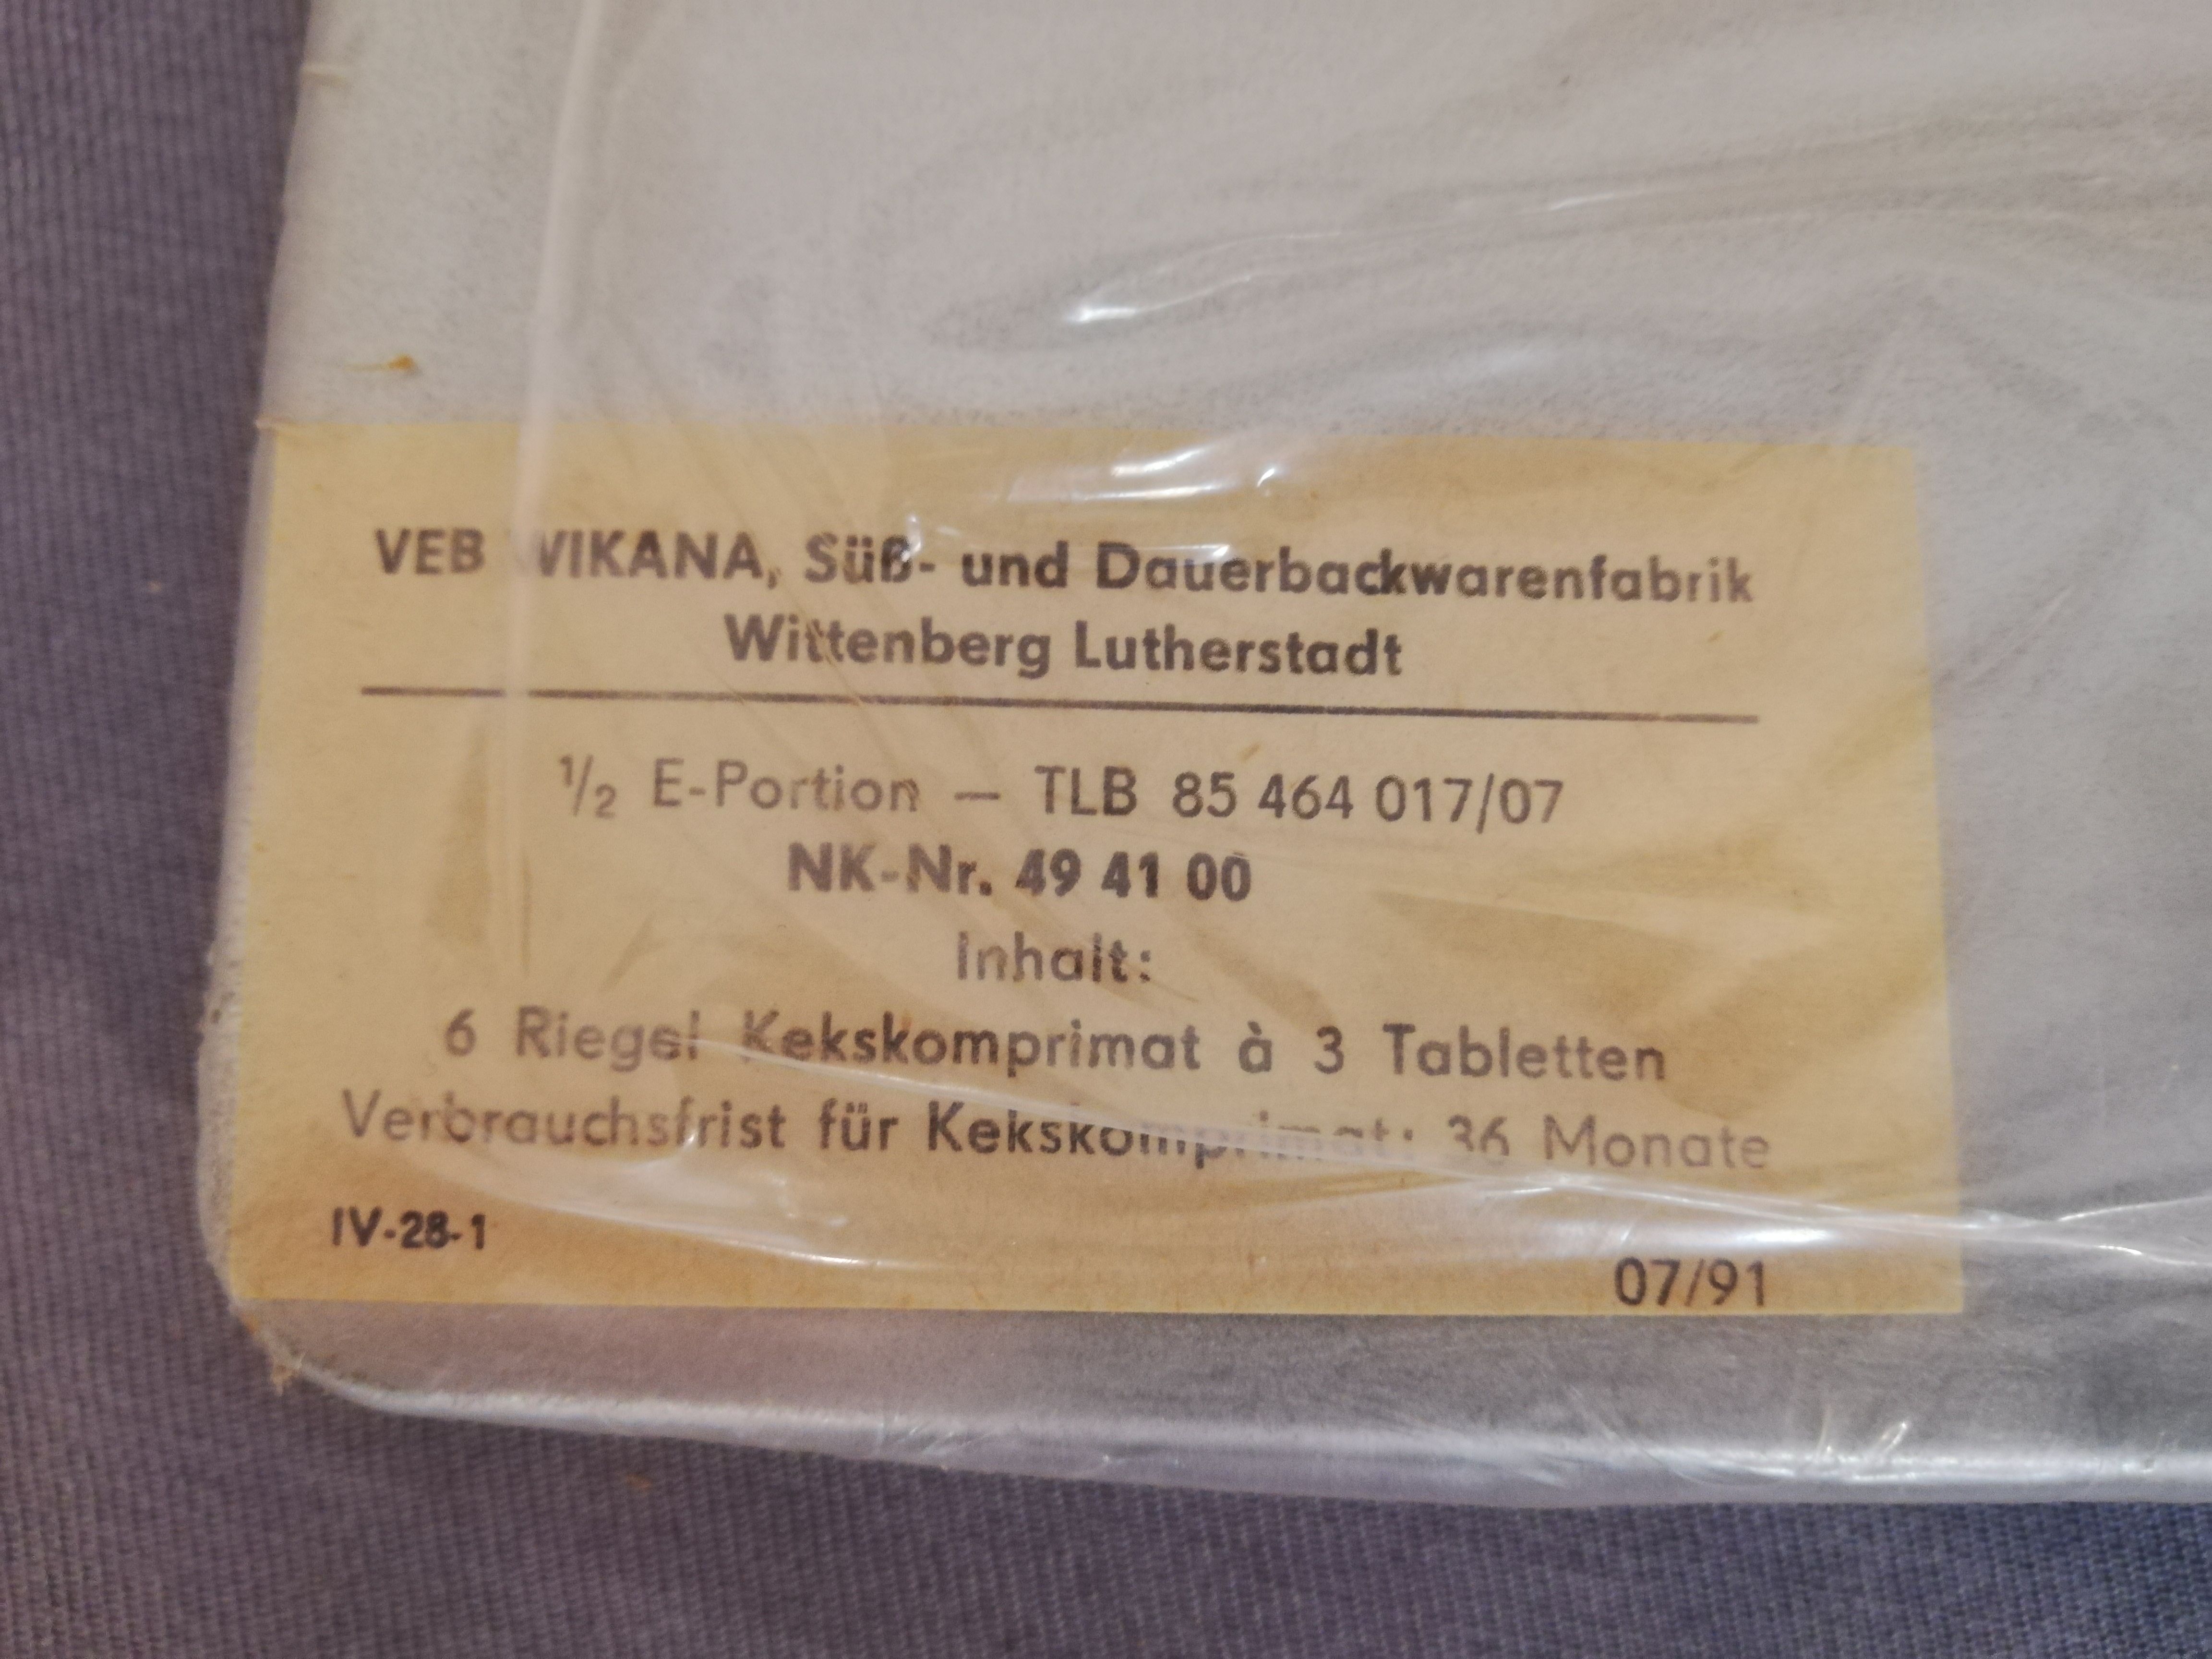 VEB WIKANA, Süß- und Dauerbackwarenfabrik
Wittenberg Lutherstadt
1/2 E-Portion — TLB 85 464 017/07
NK-Nr. 49 41 00
Inhalt:
6 Riegel Kekskomprimat à 3 Tabletten
Verbrauchsfrist für Kekskomprimat: 36 Monate
IV-28-1
07/91